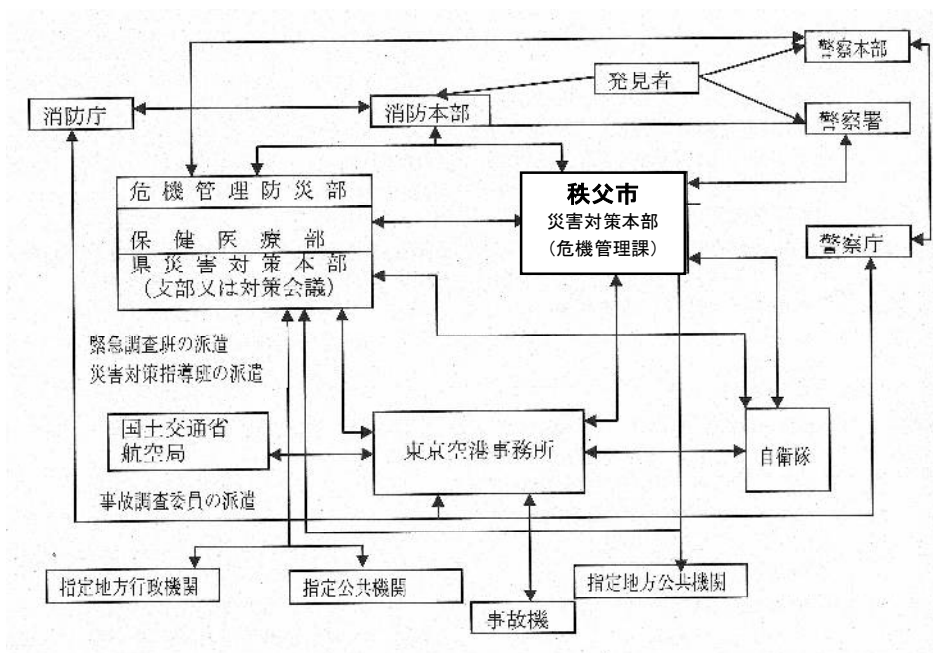 警察本部
発見者
消防庁
消防本部
警察署
危機管理防災部
保健医療部
県災害対策本部
(支部又は対策会議)
秩父市
災害対策本部
(危機管理課)
警察庁
緊急調査班の派遣
災害対策指導班の派遣
国土交通省
航空局
東京空港事務所
自衛隊
事故調査委員の派遣
指定地方行政機関
指定公共機関
指定地方公共機関
事故機